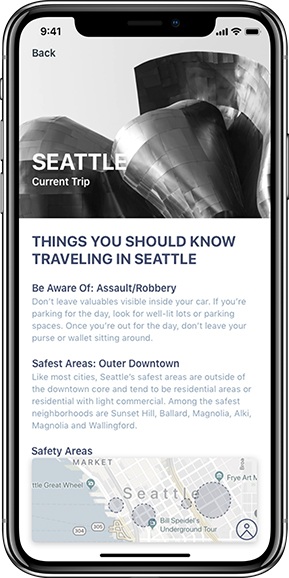 9:41
Back
SEATTLE
Current Trip
THINGS YOU SHOULD KNOW
TRAVELING IN SEATTLE
Be Aware Of: Assault/Robbery
Don't leave valuables visible inside your car. If you're
parking for the day, look for well-lit lots or parking
spaces. Once you're out for the day, don't leave your
purse or wallet sitting around.
Safest Areas: Outer Downtown
Like most cities, Seattle's safest areas are outside of
the downtown core and tend to be residential areas or
residential with light commercial. Among the safest
neighborhoods are Sunset Hill, Ballard, Magnolia, Alki,
Magnolia and Wallingford.
Safety Areas
MARKET
ttle Great Wheel
Frye Art M
Seattle
Bill Speidel's
Underground Tour
304
305